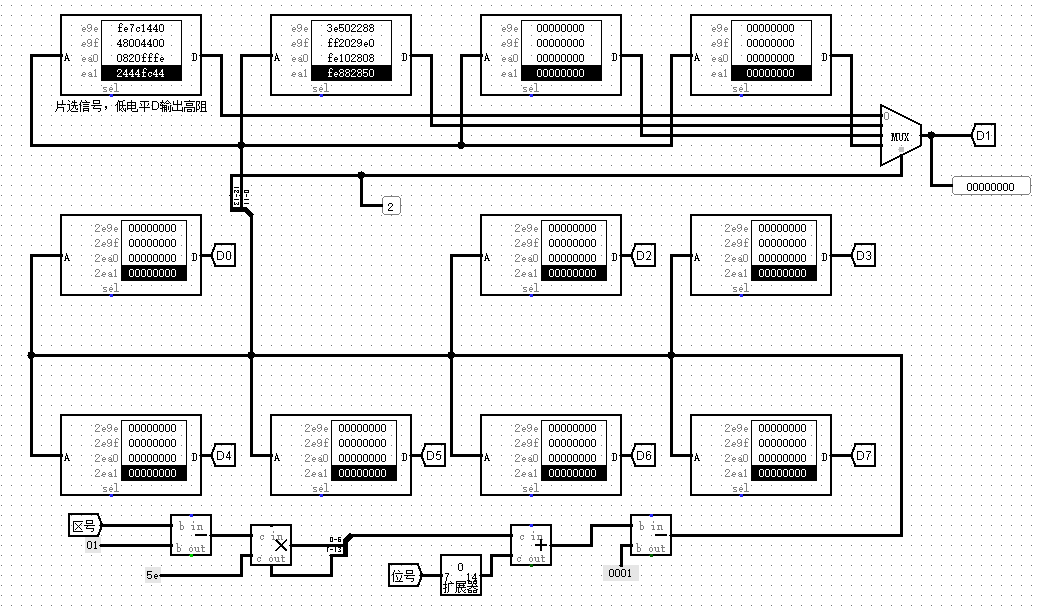 e9e fe7c1440 e9e 3e502288 e9e 00000000 e9e 00000000
e9f 48004400 e9f ff2029e0 e9f 00000000 e9f 00000000
A ea0 0820fffe D A ea0 fe102808 D A ea0 00000000 D A ea0 00000000 D
ea1 2444fc44 ea1 fe882850 ea1 00000000 ea1 00000000
sel sel sel sel
片选信号，低电平D输出高阻
0
MUX D1
00000000
12-13 0-11
2
2e9e 00000000 2e9e 00000000 2e9e 00000000
2e9f 00000000 2e9f 00000000 2e9f 00000000
A 2ea0 00000000 D D0 A 2ea0 00000000 D D2 A 2ea0 00000000 D D3
2ea1 00000000 2ea1 00000000 2ea1 00000000
sel sel sel
2e9e 00000000 2e9e 00000000 2e9e 00000000 2e9e 00000000
2e9f 00000000 2e9f 00000000 2e9f 00000000 2e9f 00000000
A 2ea0 00000000 D D4 A 2ea0 00000000 D D5 A 2ea0 00000000 D D6 A 2ea0 00000000 D D7
2ea1 00000000 2ea1 00000000 2ea1 00000000 2ea1 00000000
sel sel sel sel
区号 b in − c in × 0-6 c in + b in −
01 b out c out 7-13 c out b out
5e 位号 0 0001
7 14
扩展器